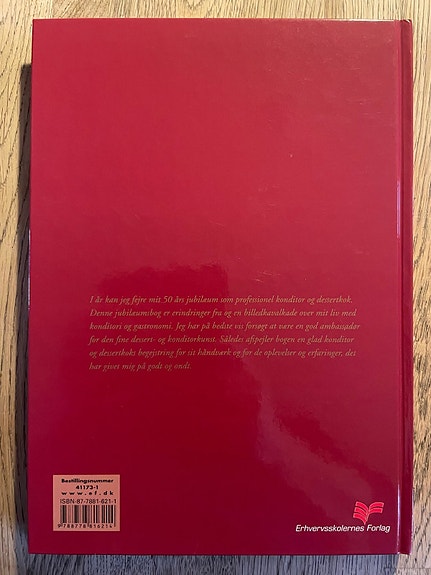 I år kan jeg fejre mit 50 års jubilæum som professionel konditor og dessertkok.
Denne jubilæumsbog er erindringer fra og en billedkavalkade over mit liv med
konditori og gastronomi. Jeg har på bedste vis forsøgt at være en god ambassadør
for den fine dessert- og konditorkunst. Således afspejler bogen en glad konditor
og dessertkoks begejstring for sit håndværk og for de oplevelser og erfaringer, det
har givet mig på godt og ondt.
Bestillingsnummer
41173-1
www.ef.dk
ISBN-87-7881-621-1
9788778816214
Erhvervsskolernes Forlag